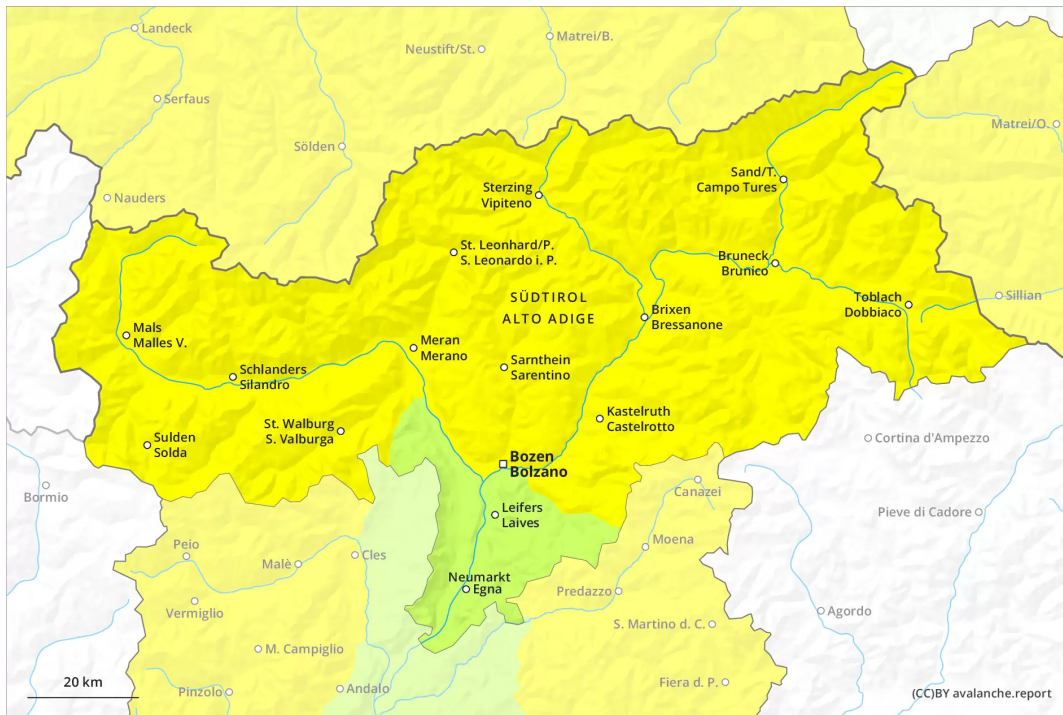 Landeck
Matrei/B.
Neustift/St.
Serfaus
Matrei/O.
Sölden
Nauders
Sand/T.
Campo Tures
Sterzing
Vipiteno
St. Leonhard/P.
S. Leonardo i. P.
Bruneck
Brunico
SÜDTIROL
ALTO ADIGE
Toblach
Dobbiaco
Sillian
Brixen
Bressanone
Mals
Malles V.
Meran
Merano
Sarnthein
Sarentino
Schlanders
Silandro
Kastelruth
Castelrotto
St. Walburg
S. Valburga
Sulden
Solda
Cortina d'Ampezzo
Bozen
Bolzano
Bormio
Canazei
Leifers
Laives
Pieve di Cadore
Peio
Moena
Cles
Malè
Neumarkt
Egna
Predazzo
Vermiglio
Agordo
S. Martino d. C.
M. Campiglio
20 km
Pinzolo
Andalo
Fiera d. P.
(CC)BY avalanche.report